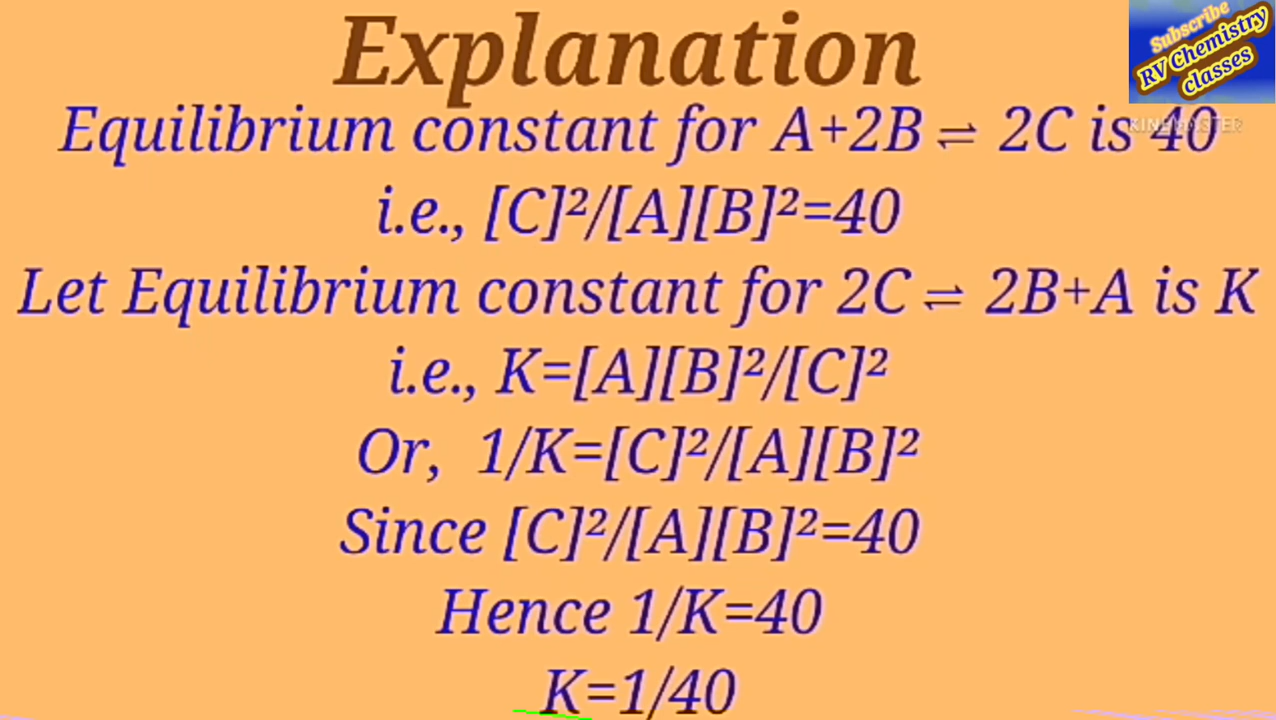 Explanation
Subscribe
RV Chemistry
classes
KINEMASTER
Equilibrium constant for A+2B ⇌ 2C is 40
i.e., [C]²/[A][B]²=40
Let Equilibrium constant for 2C ⇌ 2B+A is K
i.e., K=[A][B]²/[C]²
Or, 1/K=[C]²/[A][B]²
Since [C]²/[A][B]²=40
Hence 1/K=40
K=1/40